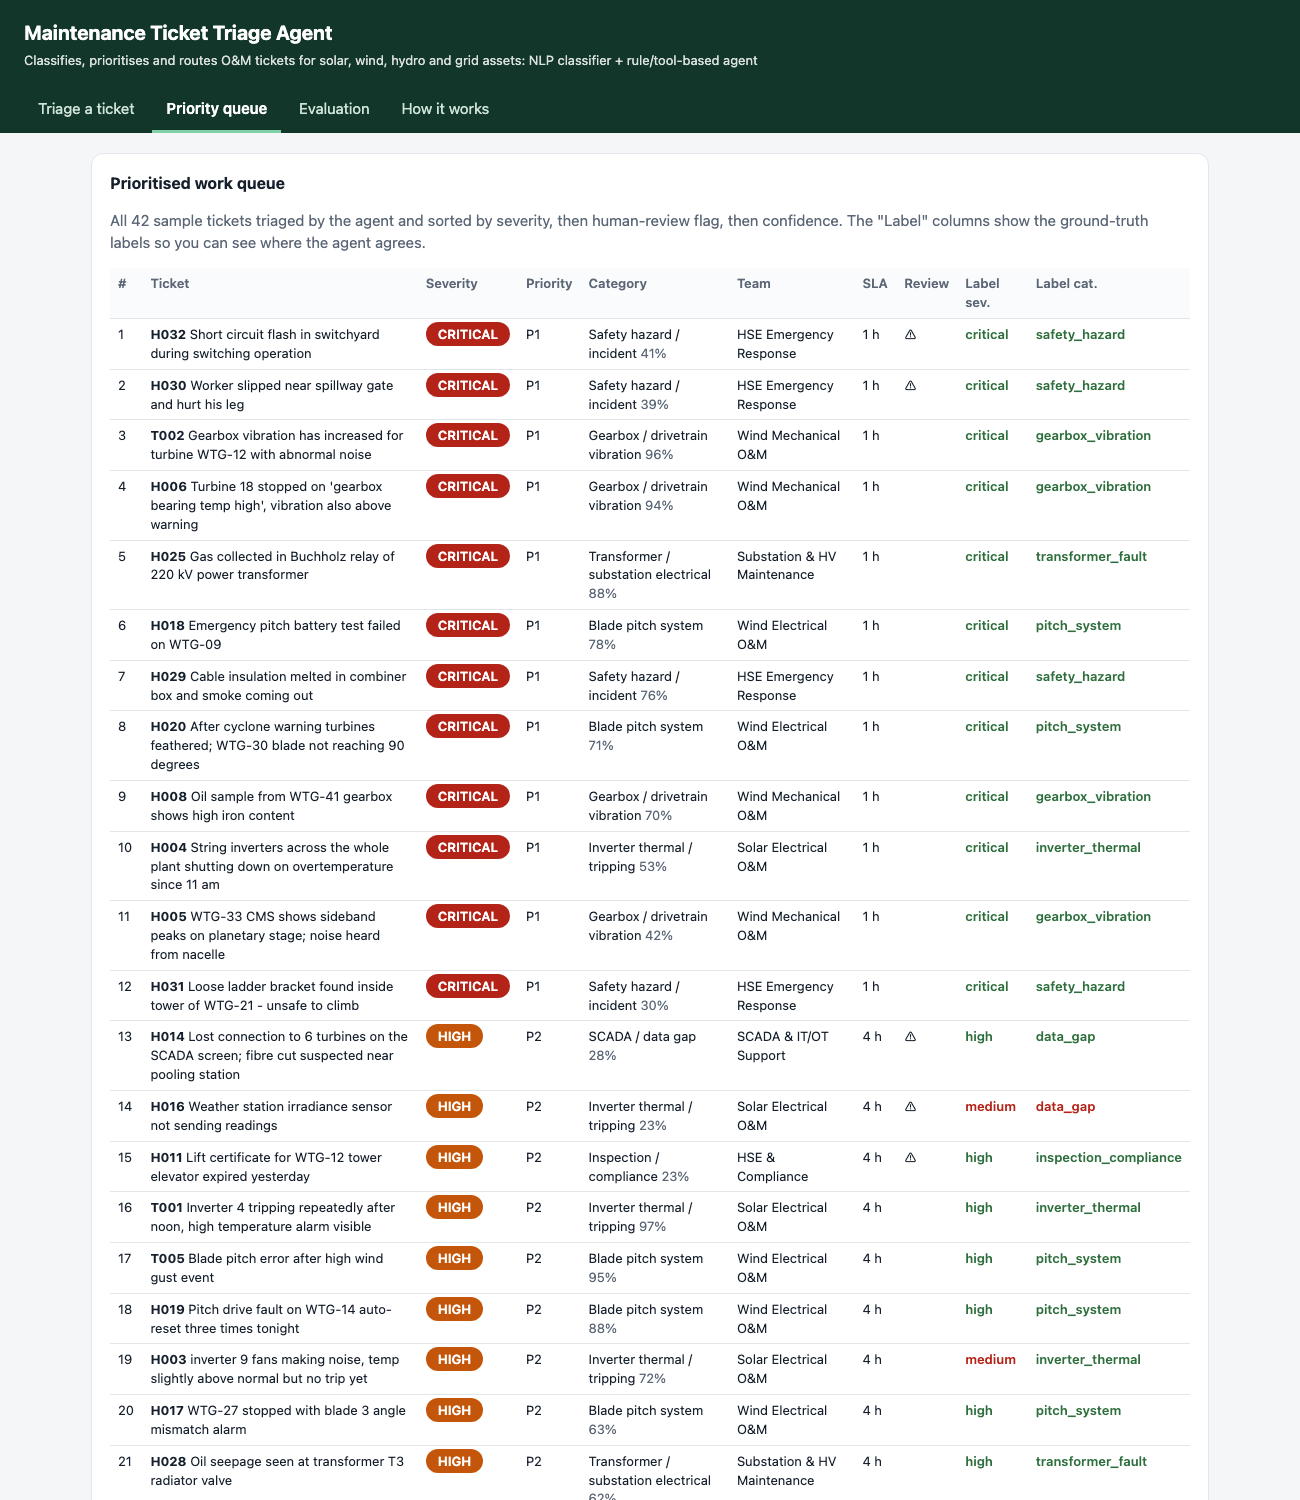 Maintenance Ticket Triage Agent
Classifies, prioritises and routes O&M tickets for solar, wind, hydro and grid assets: NLP classifier + rule/tool-based agent
Triage a ticket Priority queue Evaluation How it works
Prioritised work queue
All 42 sample tickets triaged by the agent and sorted by severity, then human-review flag, then confidence. The "Label" columns show the ground-truth
labels so you can see where the agent agrees.
# Ticket Severity Priority Category Team SLA Review Label Label cat.
sev.
1 H032 Short circuit flash in switchyard CRITICAL P1 Safety hazard / HSE Emergency 1 h ⚠ critical safety_hazard
during switching operation incident 41% Response
2 H030 Worker slipped near spillway gate CRITICAL P1 Safety hazard / HSE Emergency 1 h ⚠ critical safety_hazard
and hurt his leg incident 39% Response
3 T002 Gearbox vibration has increased for CRITICAL P1 Gearbox / drivetrain Wind Mechanical 1 h critical gearbox_vibration
turbine WTG-12 with abnormal noise vibration 96% O&M
4 H006 Turbine 18 stopped on 'gearbox CRITICAL P1 Gearbox / drivetrain Wind Mechanical 1 h critical gearbox_vibration
bearing temp high', vibration also above vibration 94% O&M
warning
5 H025 Gas collected in Buchholz relay of CRITICAL P1 Transformer / Substation & HV 1 h critical transformer_fault
220 kV power transformer substation electrical Maintenance
88%
6 H018 Emergency pitch battery test failed CRITICAL P1 Blade pitch system Wind Electrical 1 h critical pitch_system
on WTG-09 78% O&M
7 H029 Cable insulation melted in combiner CRITICAL P1 Safety hazard / HSE Emergency 1 h critical safety_hazard
box and smoke coming out incident 76% Response
8 H020 After cyclone warning turbines CRITICAL P1 Blade pitch system Wind Electrical 1 h critical pitch_system
feathered; WTG-30 blade not reaching 90 71% O&M
degrees
9 H008 Oil sample from WTG-41 gearbox CRITICAL P1 Gearbox / drivetrain Wind Mechanical 1 h critical gearbox_vibration
shows high iron content vibration 70% O&M
10 H004 String inverters across the whole CRITICAL P1 Inverter thermal / Solar Electrical 1 h critical inverter_thermal
plant shutting down on overtemperature tripping 53% O&M
since 11 am
11 H005 WTG-33 CMS shows sideband CRITICAL P1 Gearbox / drivetrain Wind Mechanical 1 h critical gearbox_vibration
peaks on planetary stage; noise heard vibration 42% O&M
from nacelle
12 H031 Loose ladder bracket found inside CRITICAL P1 Safety hazard / HSE Emergency 1 h critical safety_hazard
tower of WTG-21 - unsafe to climb incident 30% Response
13 H014 Lost connection to 6 turbines on the HIGH P2 SCADA / data gap SCADA & IT/OT 4 h ⚠ high data_gap
SCADA screen; fibre cut suspected near 28% Support
pooling station
14 H016 Weather station irradiance sensor HIGH P2 Inverter thermal / Solar Electrical 4 h ⚠ medium data_gap
not sending readings tripping 23% O&M
15 H011 Lift certificate for WTG-12 tower HIGH P2 Inspection / HSE & 4 h ⚠ high inspection_compliance
elevator expired yesterday compliance 23% Compliance
16 T001 Inverter 4 tripping repeatedly after HIGH P2 Inverter thermal / Solar Electrical 4 h high inverter_thermal
noon, high temperature alarm visible tripping 97% O&M
17 T005 Blade pitch error after high wind HIGH P2 Blade pitch system Wind Electrical 4 h high pitch_system
gust event 95% O&M
18 H019 Pitch drive fault on WTG-14 auto- HIGH P2 Blade pitch system Wind Electrical 4 h high pitch_system
reset three times tonight 88% O&M
19 H003 inverter 9 fans making noise, temp HIGH P2 Inverter thermal / Solar Electrical 4 h medium inverter_thermal
slightly above normal but no trip yet tripping 72% O&M
20 H017 WTG-27 stopped with blade 3 angle HIGH P2 Blade pitch system Wind Electrical 4 h high pitch_system
mismatch alarm 63% O&M
21 H028 Oil seepage seen at transformer T3 HIGH P2 Transformer / Substation & HV 4 h high transformer_fault
radiator valve substation electrical Maintenance
62%